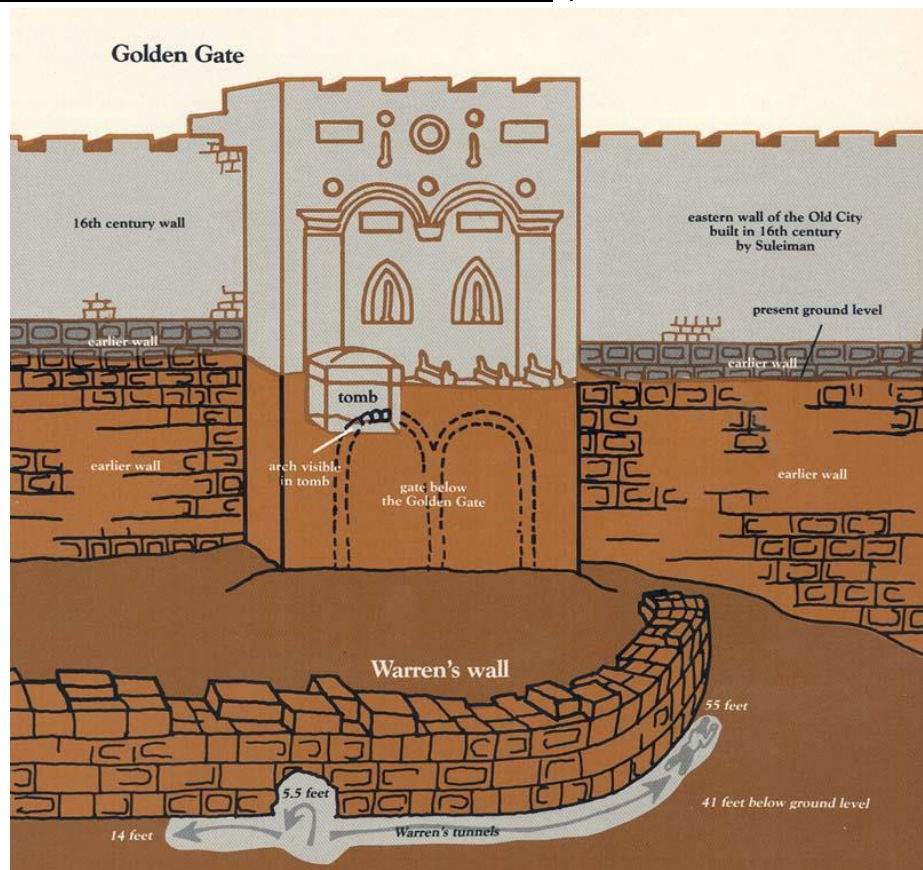 Golden Gate
16th century wall
eastern wall of the Old City
built in 16th century
by Suleiman
present ground level
earlier wall
earlier wall
tomb
earlier wall
arch visible
in tomb
gate below
the Golden Gate
earlier wall
Warren's wall
55 feet
5.5 feet
41 feet below ground level
14 feet
Warren's tunnels